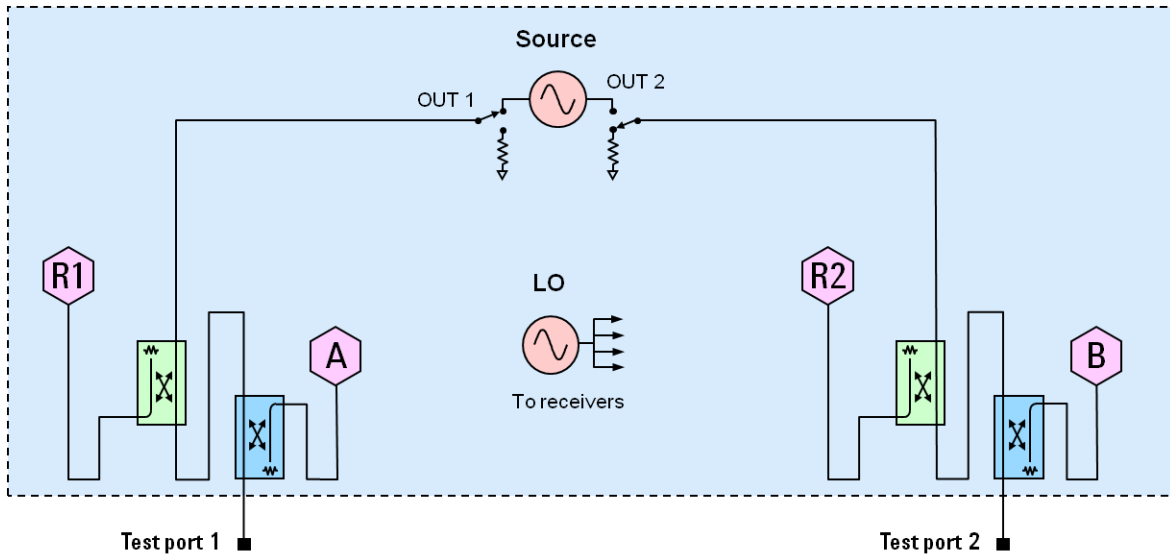 Source
OUT 1
OUT 2
R1
R2
LO
A
B
To receivers
Test port 1
Test port 2